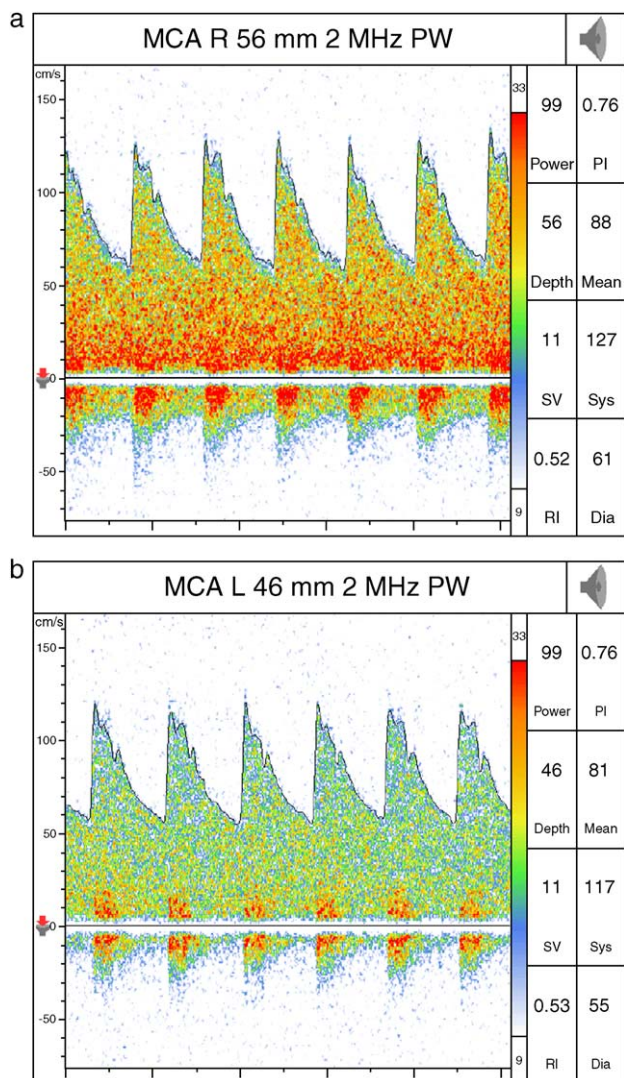 a
MCA R 56 mm 2 MHz PW
cm/s
33
150
99 0.76
Power PI
100
56 88
Depth Mean
50
11 127
SV Sys
0
0.52 61
-50
9
RI Dia
b
MCA L 46 mm 2 MHz PW
cm/s
33
150
99 0.76
Power PI
100
46 81
Depth Mean
50
11 117
SV Sys
0
0.53 55
-50
9
RI Dia